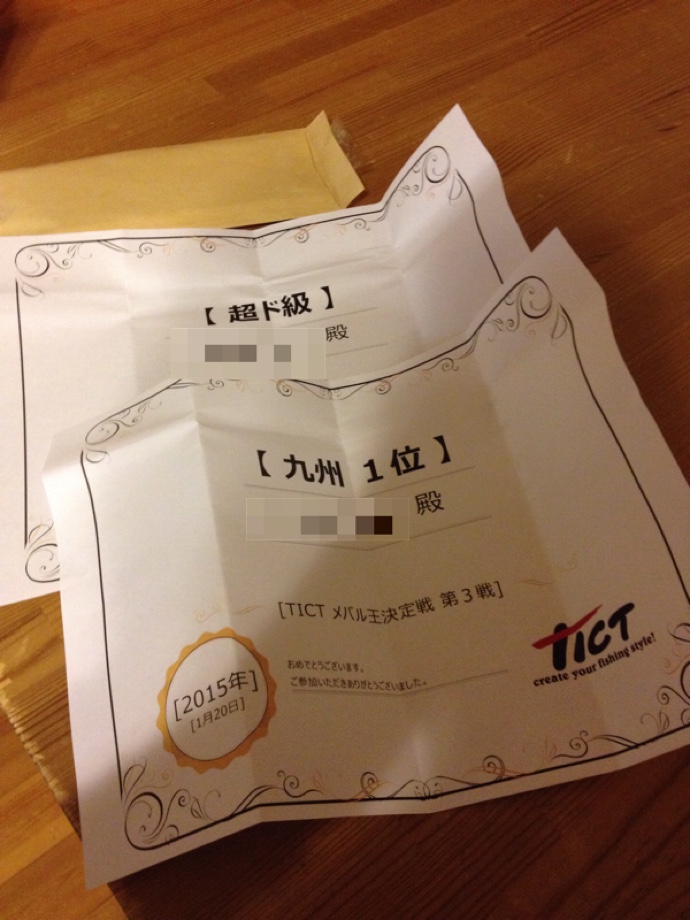 【 超ド級 】
殿
【 九州 1位 】
殿
[TICT メバル王決定戦 第3戦]
おめでとうございます。
ご参加いただきありがとうございました。
[2015年]
[1月20日]
TICT
create your fishing style!